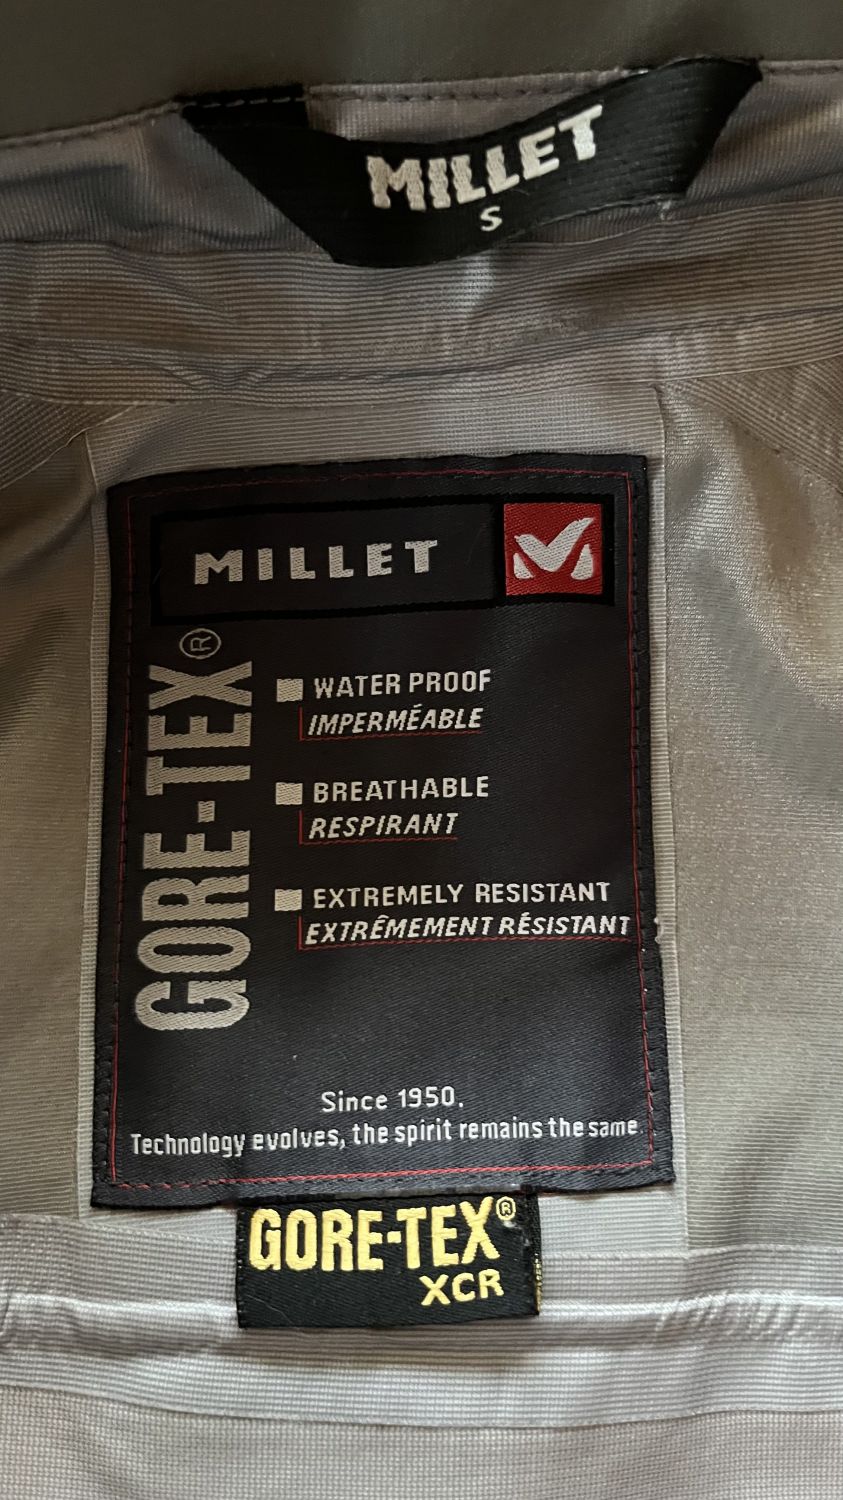 MILLET
S
MILLET
GORE-TEX®
WATER PROOF
IMPERMÉABLE
BREATHABLE
RESPIRANT
EXTREMELY RESISTANT
EXTRÊMEMENT RÉSISTANT
Since 1950.
Technology evolves, the spirit remains the same.
GORE-TEX®
XCR